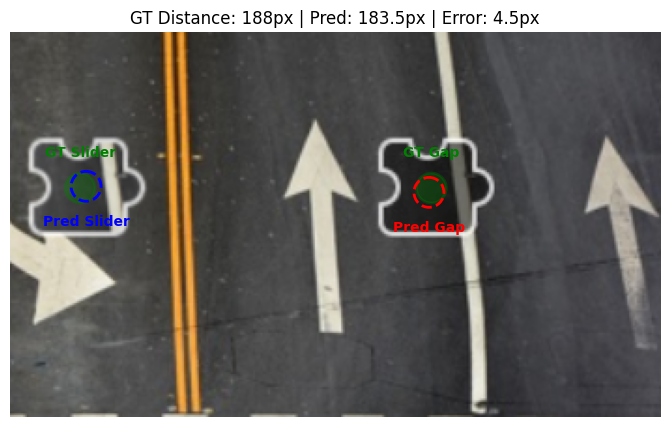 GT Distance: 188px | Pred: 183.5px | Error: 4.5px
GT Slider
GT Gap
Pred Slider
Pred Gap